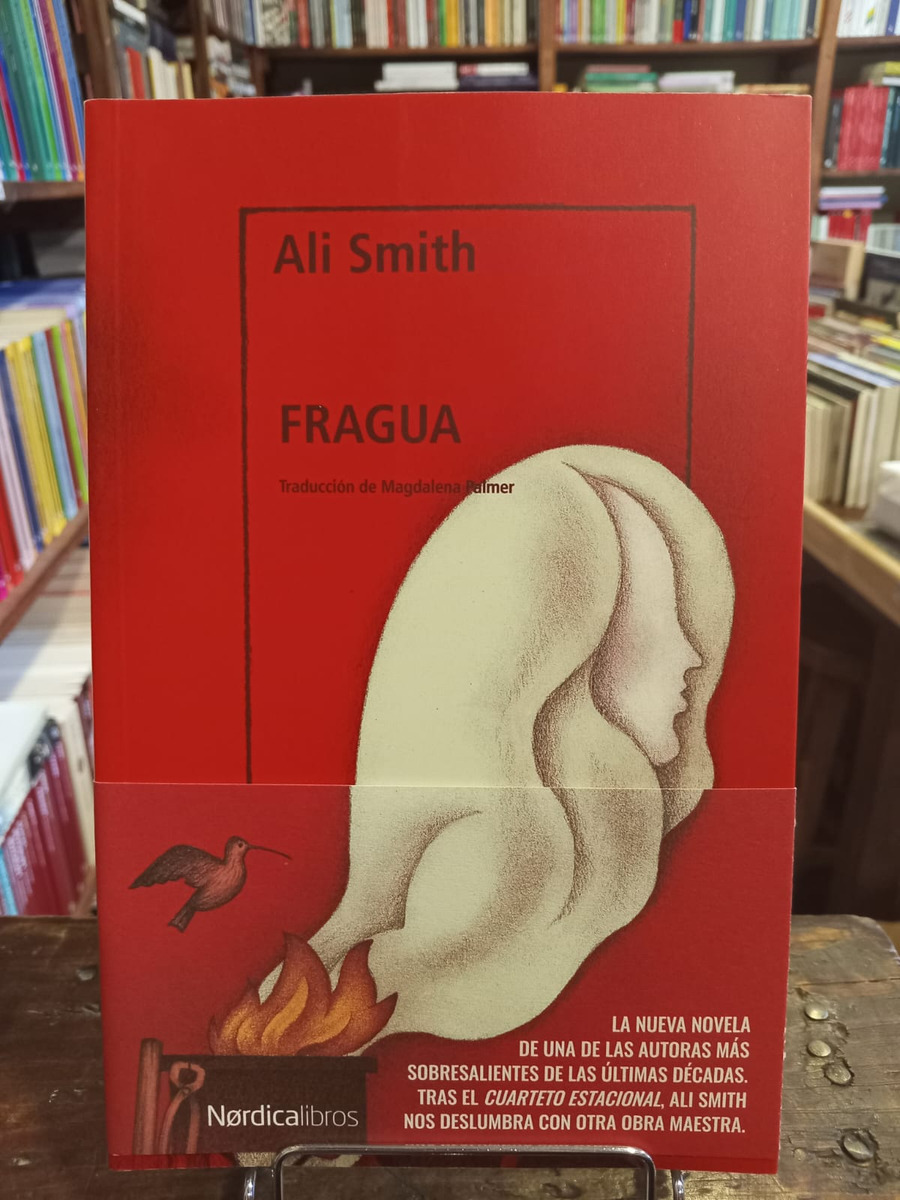 Ali Smith
FRAGUA
Traducción de Magdalena Palmer
LA NUEVA NOVELA
DE UNA DE LAS AUTORAS MÁS
SOBRESALIENTES DE LAS ÚLTIMAS DÉCADAS.
TRAS EL CUARTETO ESTACIONAL, ALI SMITH
NOS DESLUMBRA CON OTRA OBRA MAESTRA.
Nørdicalibros